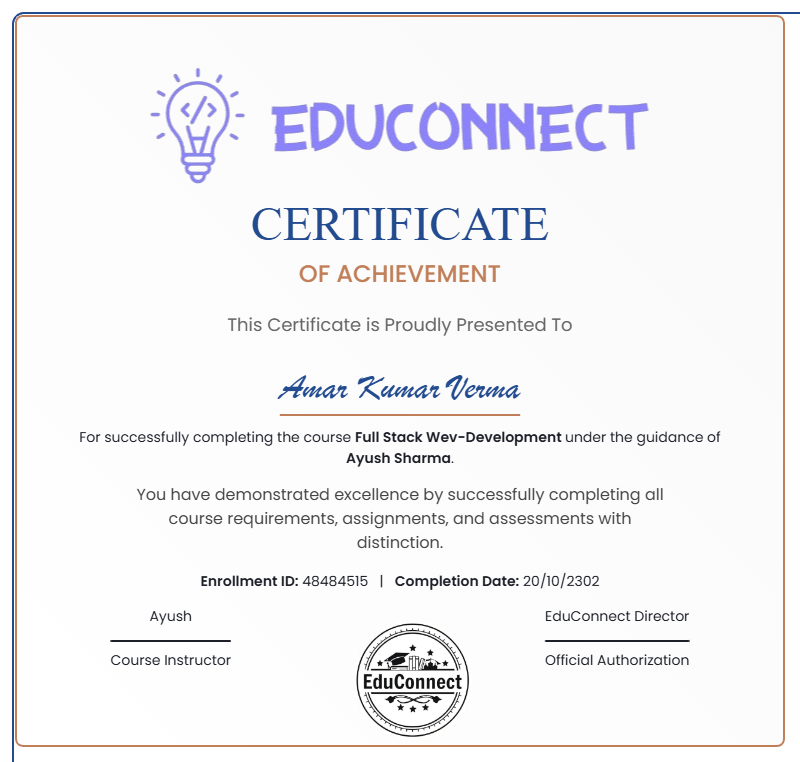 EDUCONNECT
CERTIFICATE
OF ACHIEVEMENT
This Certificate is Proudly Presented To
Amar Kumar Verma
For successfully completing the course Full Stack Wev-Development under the guidance of
Ayush Sharma.
You have demonstrated excellence by successfully completing all
course requirements, assignments, and assessments with
distinction.
Enrollment ID: 48484515 | Completion Date: 20/10/2302
Ayush
Course Instructor
EduConnect
EduConnect Director
Official Authorization